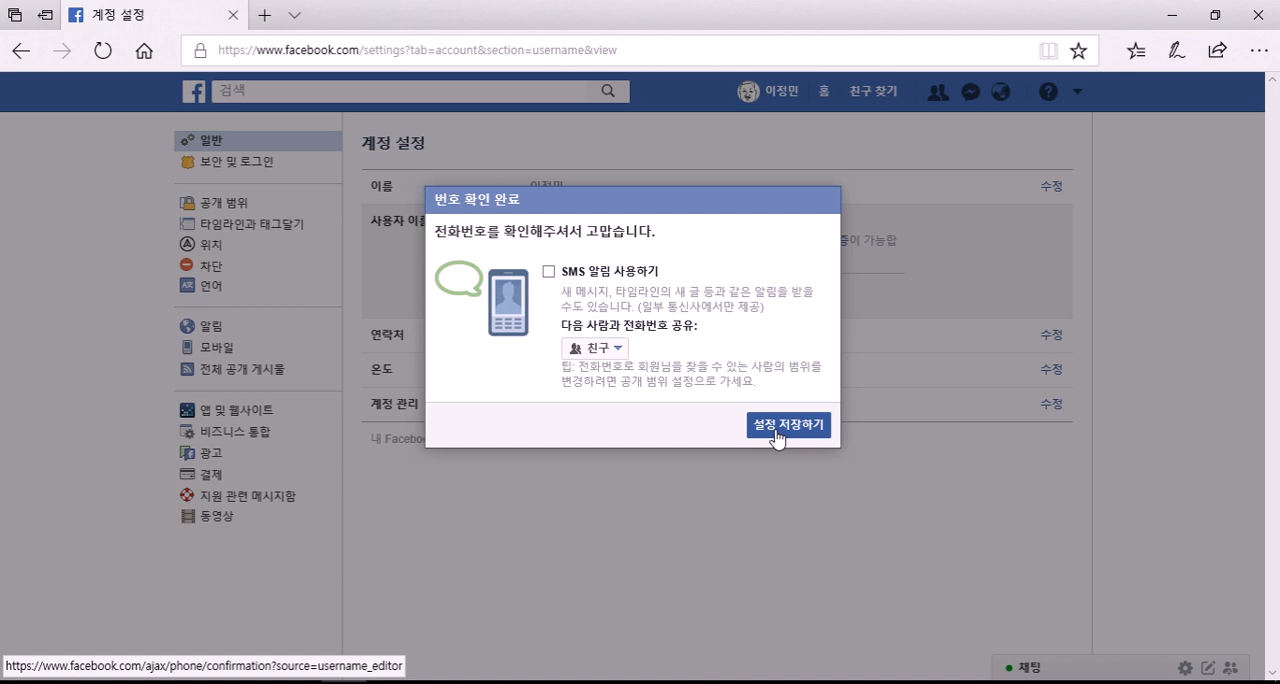 계정 설정
https://www.facebook.com/settings?tab=account&section=username&view
검색
이정민
홈
친구 찾기
일반
보안 및 로그인
공개 범위
타임라인과 태그달기
위치
차단
언어
알림
모바일
전체 공개 게시물
앱 및 웹사이트
비즈니스 통합
광고
결제
지원 관련 메시지함
동영상
계정 설정
이름 이정민 수정
사용자 이름
증이 가능합
연락처 수정
온도 수정
계정 관리 수정
내 Facebook
번호 확인 완료
전화번호를 확인해주셔서 고맙습니다.
SMS 알림 사용하기
새 메시지, 타임라인의 새 글 등과 같은 알림을 받을
수도 있습니다. (일부 통신사에서만 제공)
다음 사람과 전화번호 공유:
친구
팁: 전화번호로 회원님을 찾을 수 있는 사람의 범위를
변경하려면 공개 범위 설정으로 가세요.
설정 저장하기
https://www.facebook.com/ajax/phone/confirmation?source=username_editor
채팅